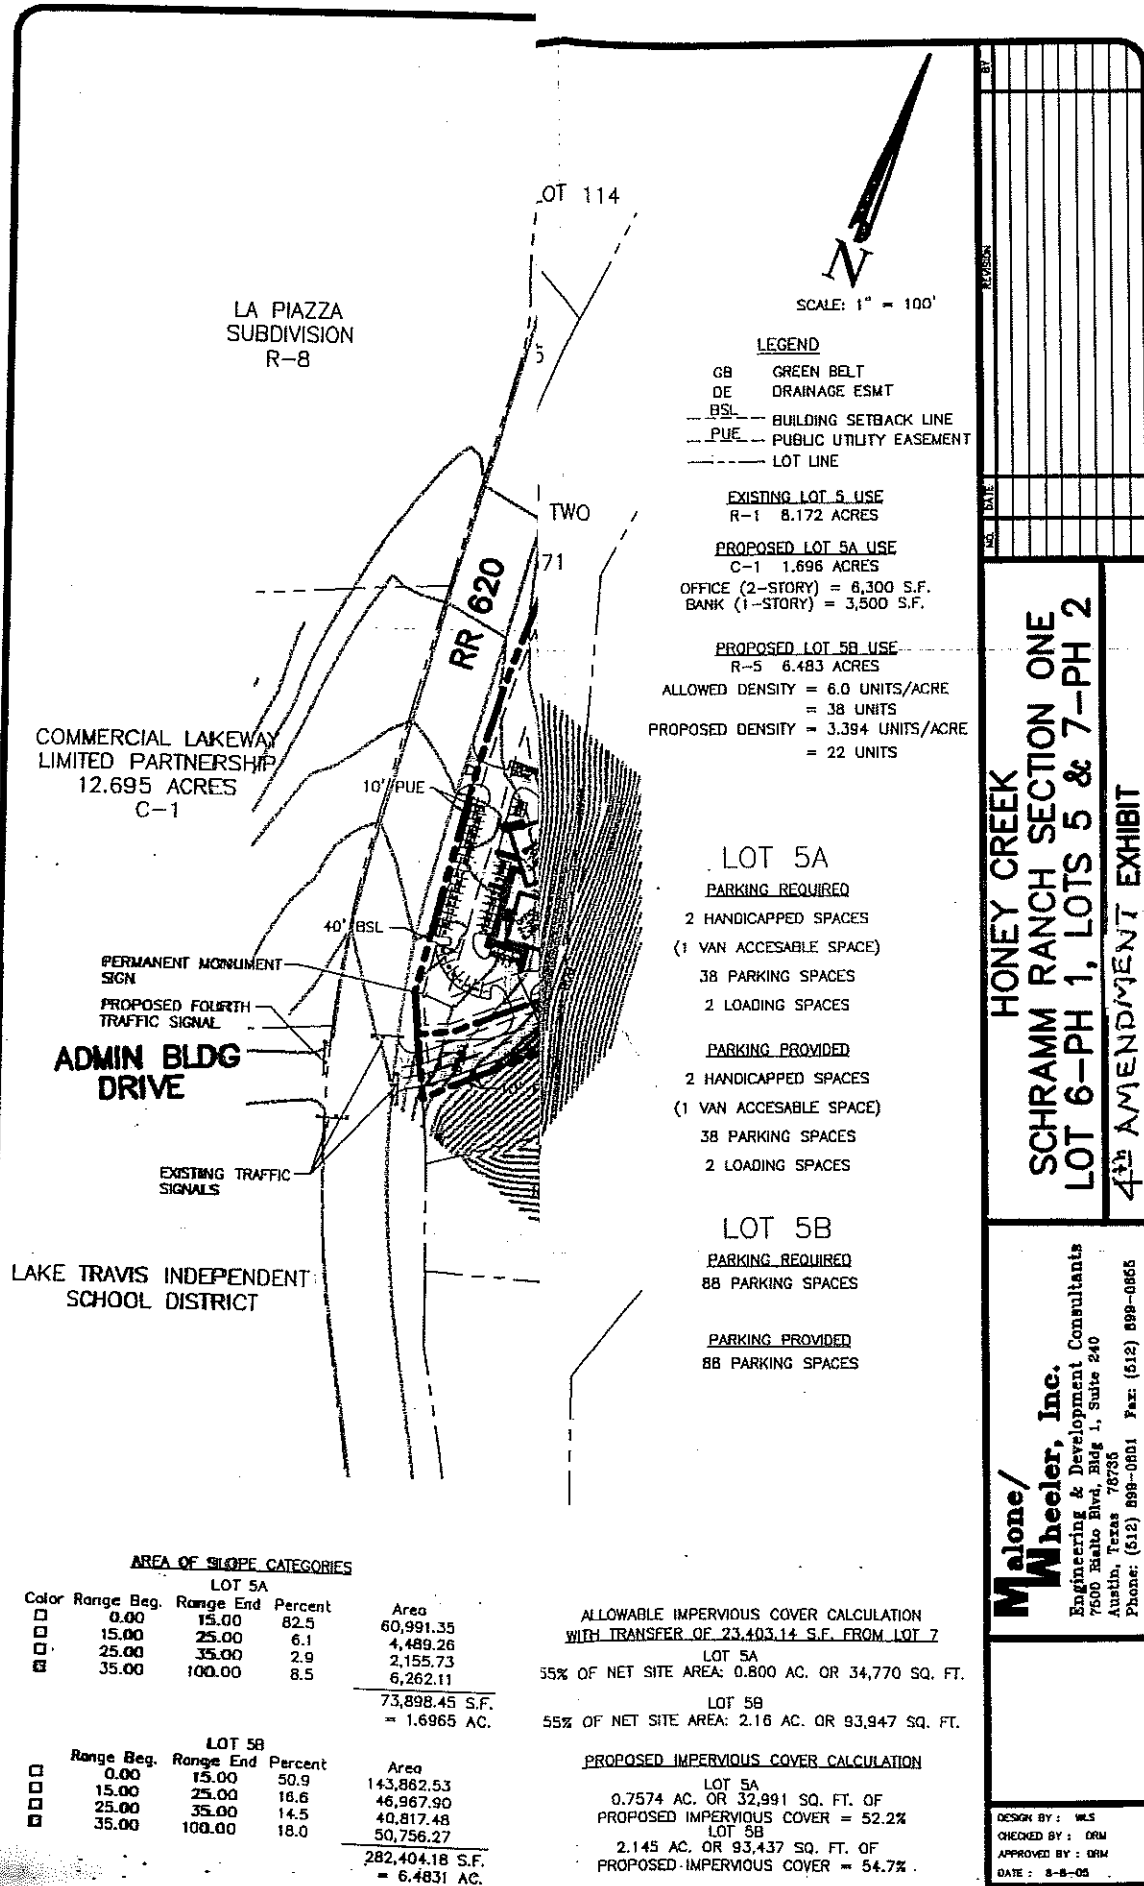 LOT 114
LA PIAZZA
SUBDIVISION
R-8
N
SCALE: 1" = 100'
LEGEND
GB GREEN BELT
DE DRAINAGE ESMT
BSL BUILDING SETBACK LINE
PUE PUBLIC UTILITY EASEMENT
LOT LINE
5
EXISTING LOT 5 USE
R-1 8.172 ACRES
TWO
71
PROPOSED LOT 5A USE
C-1 1.696 ACRES
OFFICE (2-STORY) = 6,300 S.F.
BANK (1-STORY) = 3,500 S.F.
RR 620
PROPOSED LOT 5B USE
R-5 6.483 ACRES
ALLOWED DENSITY = 6.0 UNITS/ACRE
= 38 UNITS
PROPOSED DENSITY = 3.394 UNITS/ACRE
= 22 UNITS
COMMERCIAL LAKEWAY
LIMITED PARTNERSHIP
12.695 ACRES
C-1
10' PUE
40' BSL
PERMANENT MONUMENT
SIGN
PROPOSED FOURTH
TRAFFIC SIGNAL
ADMIN BLDG
DRIVE
EXISTING TRAFFIC
SIGNALS
LAKE TRAVIS INDEPENDENT
SCHOOL DISTRICT
LOT 5A
PARKING REQUIRED
2 HANDICAPPED SPACES
(1 VAN ACCESABLE SPACE)
38 PARKING SPACES
2 LOADING SPACES
PARKING PROVIDED
2 HANDICAPPED SPACES
(1 VAN ACCESABLE SPACE)
38 PARKING SPACES
2 LOADING SPACES
LOT 5B
PARKING REQUIRED
88 PARKING SPACES
PARKING PROVIDED
88 PARKING SPACES
AREA OF SLOPE CATEGORIES
LOT 5A
Color Range Beg. Range End Percent Area
0.00 15.00 82.5 60,991.35
15.00 25.00 6.1 4,489.26
25.00 35.00 2.9 2,155.73
35.00 100.00 8.5 6,262.11
73,898.45 S.F.
= 1.6965 AC.
LOT 5B
Range Beg. Range End Percent Area
0.00 15.00 50.9 143,862.53
15.00 25.00 16.6 46,967.90
25.00 35.00 14.5 40,817.48
35.00 100.00 18.0 50,756.27
282,404.18 S.F.
= 6.4831 AC.
ALLOWABLE IMPERVIOUS COVER CALCULATION
WITH TRANSFER OF 23,403.14 S.F. FROM LOT 7
LOT 5A
55% OF NET SITE AREA: 0.800 AC. OR 34,770 SQ. FT.
LOT 5B
55% OF NET SITE AREA: 2.16 AC. OR 93,947 SQ. FT.
PROPOSED IMPERVIOUS COVER CALCULATION
LOT 5A
0.7574 AC. OR 32,991 SQ. FT. OF
PROPOSED IMPERVIOUS COVER = 52.2%
LOT 5B
2.145 AC. OR 93,437 SQ. FT. OF
PROPOSED IMPERVIOUS COVER = 54.7%
NO. DATE REVISION BY
HONEY CREEK
SCHRAMM RANCH SECTION ONE
LOT 6-PH 1, LOTS 5 & 7-PH 2
4th AMENDMENT EXHIBIT
Malone/
Wheeler, Inc.
Engineering & Development Consultants
7500 Rialto Blvd, Bldg 1, Suite 240
Austin, Texas 78735
Phone: (512) 899-0601 Fax: (512) 899-0655
DESIGN BY : WLS
CHECKED BY : DRM
APPROVED BY : DRM
DATE : 8-8-05